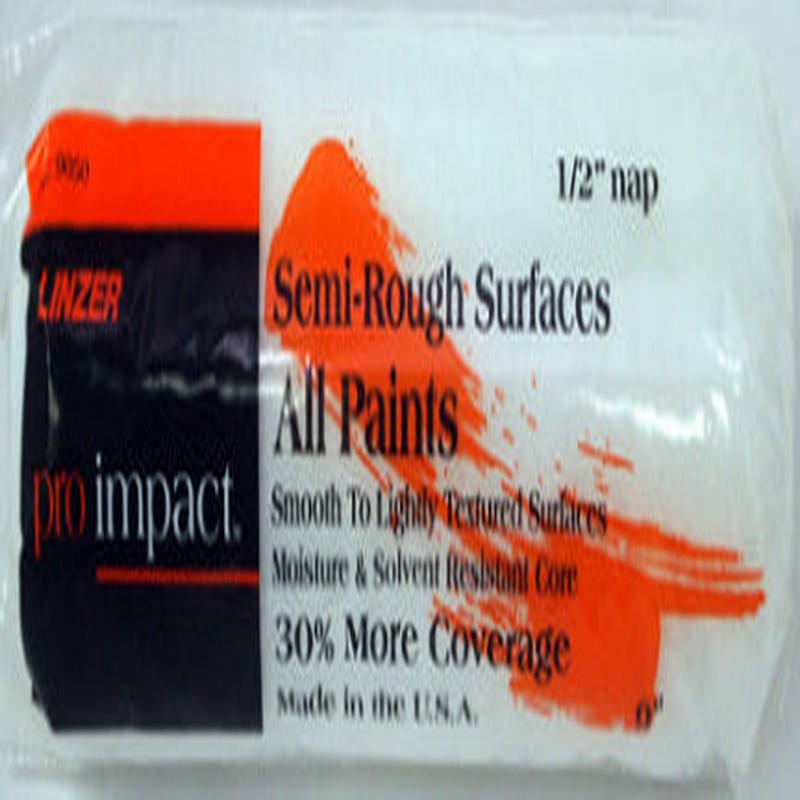 1/2" nap
LINZER
Semi-Rough Surfaces
All Paints
pro impact.
Smooth To Lightly Textured Surfaces
Moisture & Solvent Resistant Core
30% More Coverage
Made in the U.S.A.
9"